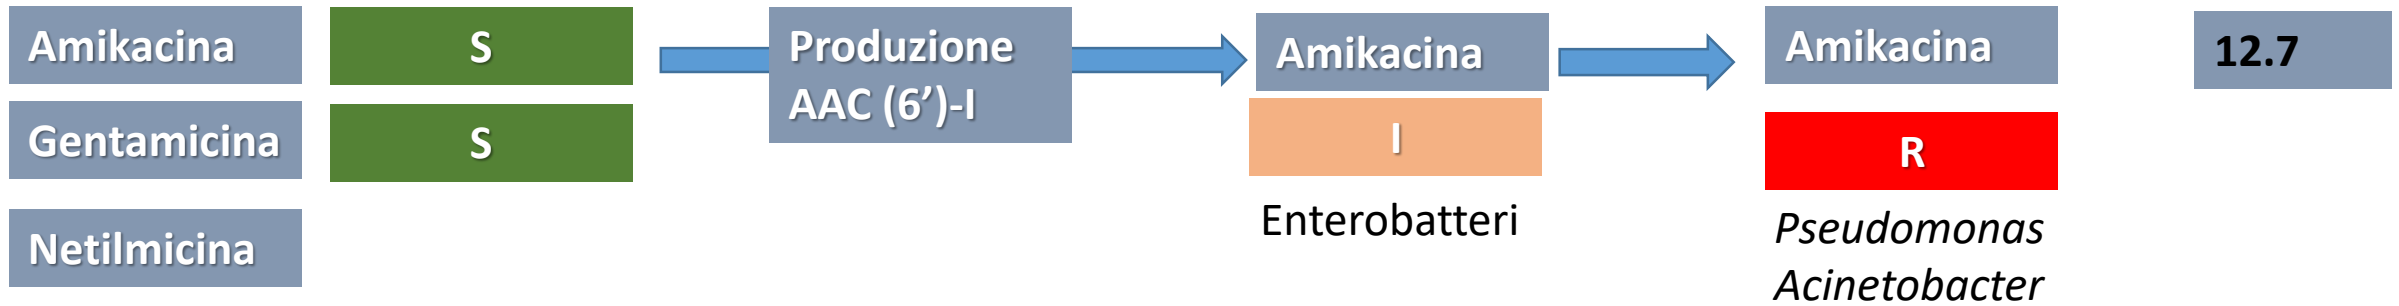 Amikacina
S
Produzione
AAC (6’)-I
Amikacina
Amikacina
12.7
Gentamicina
S
I
R
Netilmicina
Enterobatteri
Pseudomonas
Acinetobacter